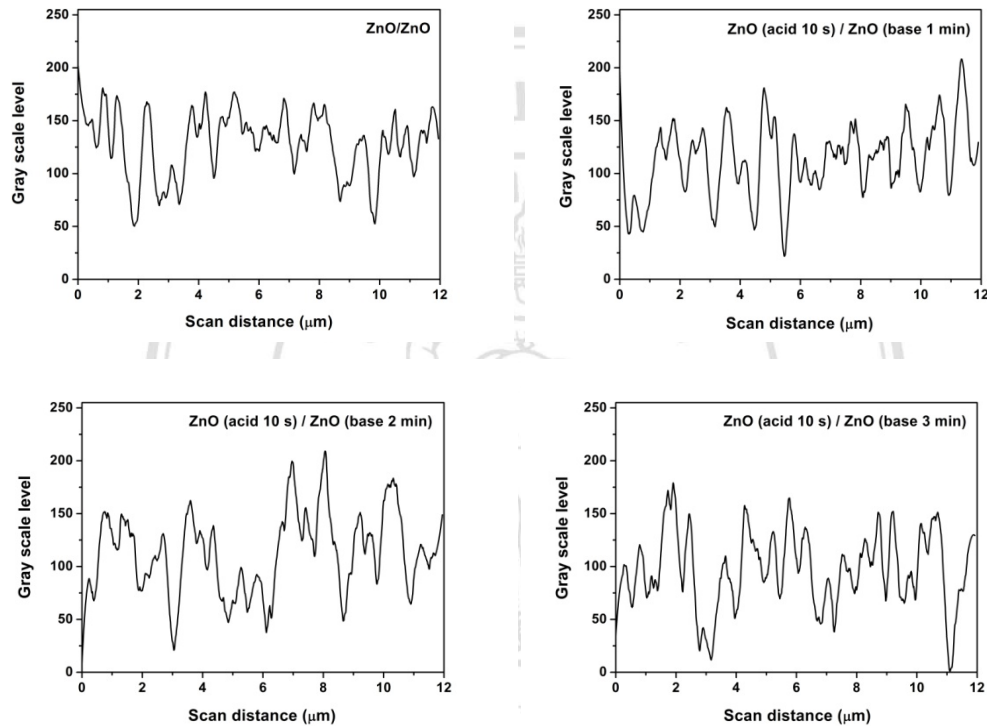 ZnO/ZnO
250
200
150
100
50
0
Gray scale level
0 2 4 6 8 10 12
Scan distance (μm)
ZnO (acid 10 s) / ZnO (base 1 min)
250
200
150
100
50
0
Gray scale level
0 2 4 6 8 10 12
Scan distance (μm)
ZnO (acid 10 s) / ZnO (base 2 min)
250
200
150
100
50
0
Gray scale level
0 2 4 6 8 10 12
Scan distance (μm)
ZnO (acid 10 s) / ZnO (base 3 min)
250
200
150
100
50
0
Gray scale level
0 2 4 6 8 10 12
Scan distance (μm)